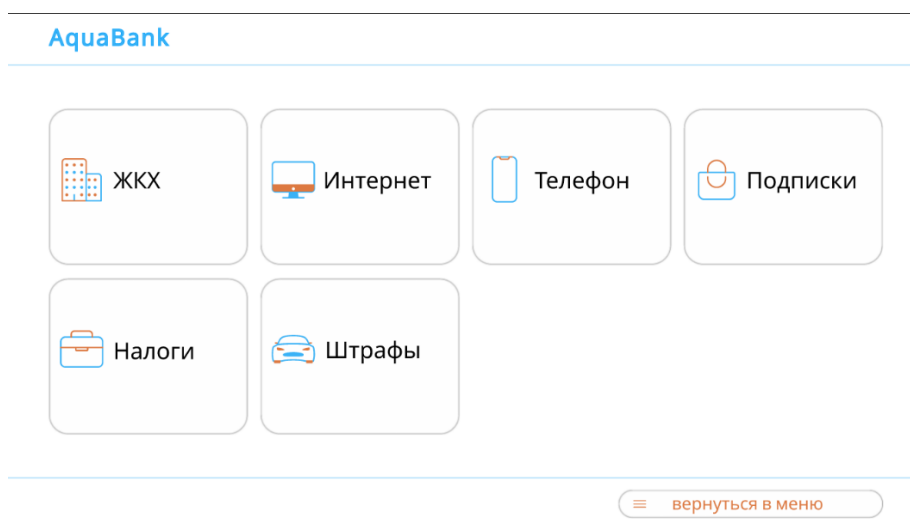 AquaBank
ЖКХ
Интернет
Телефон
Подписки
Налоги
Штрафы
вернуться в меню